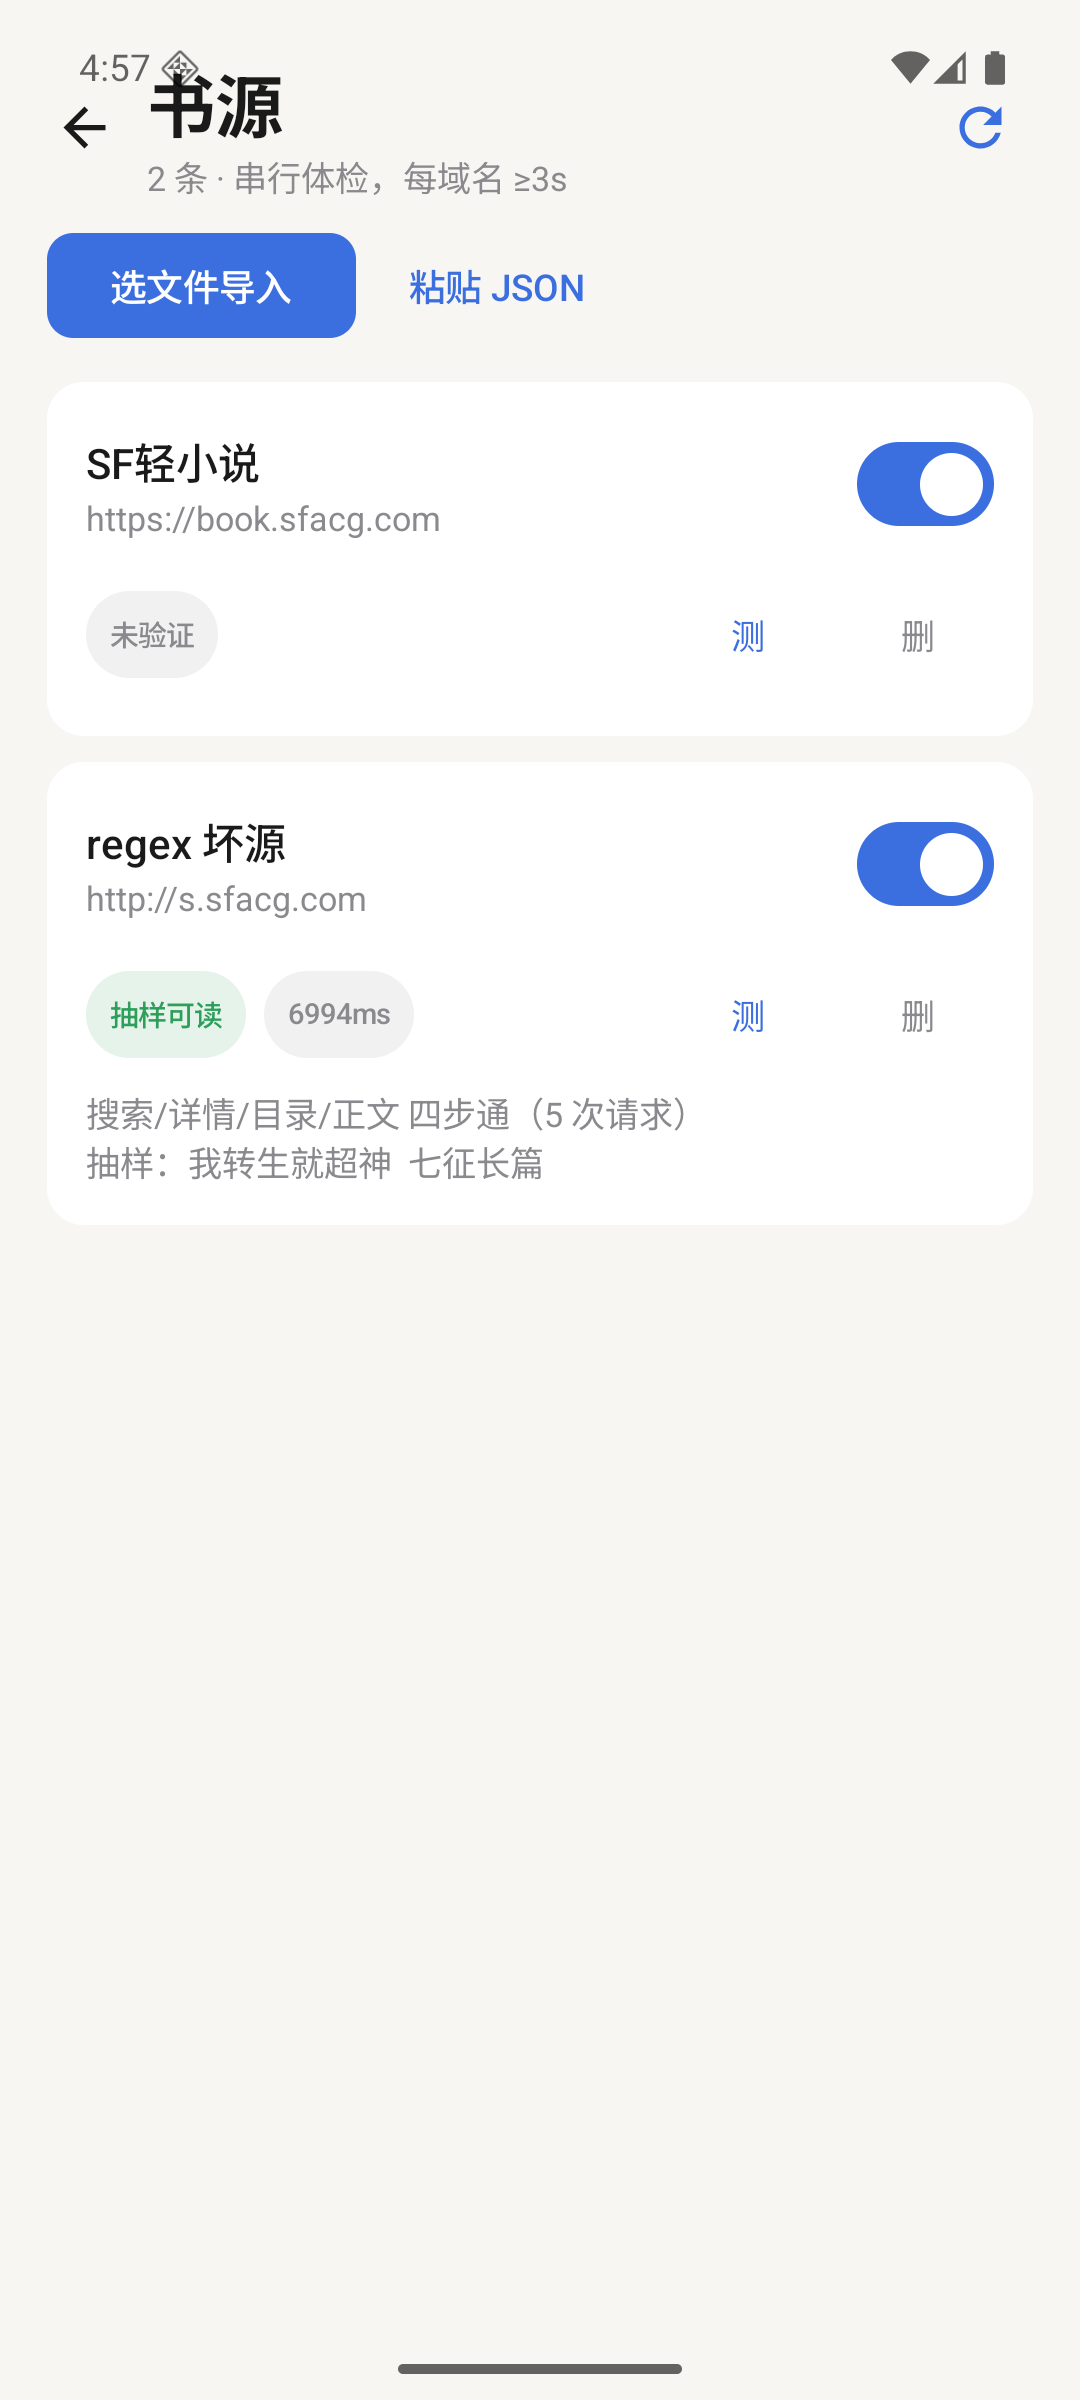 4:57
书源
2 条 · 串行体检，每域名 ≥3s
选文件导入
粘贴 JSON
SF轻小说
https://book.sfacg.com
未验证
测
删
regex 坏源
http://s.sfacg.com
抽样可读
6994ms
测
删
搜索/详情/目录/正文 四步通（5 次请求）
抽样：我转生就超神 七征长篇